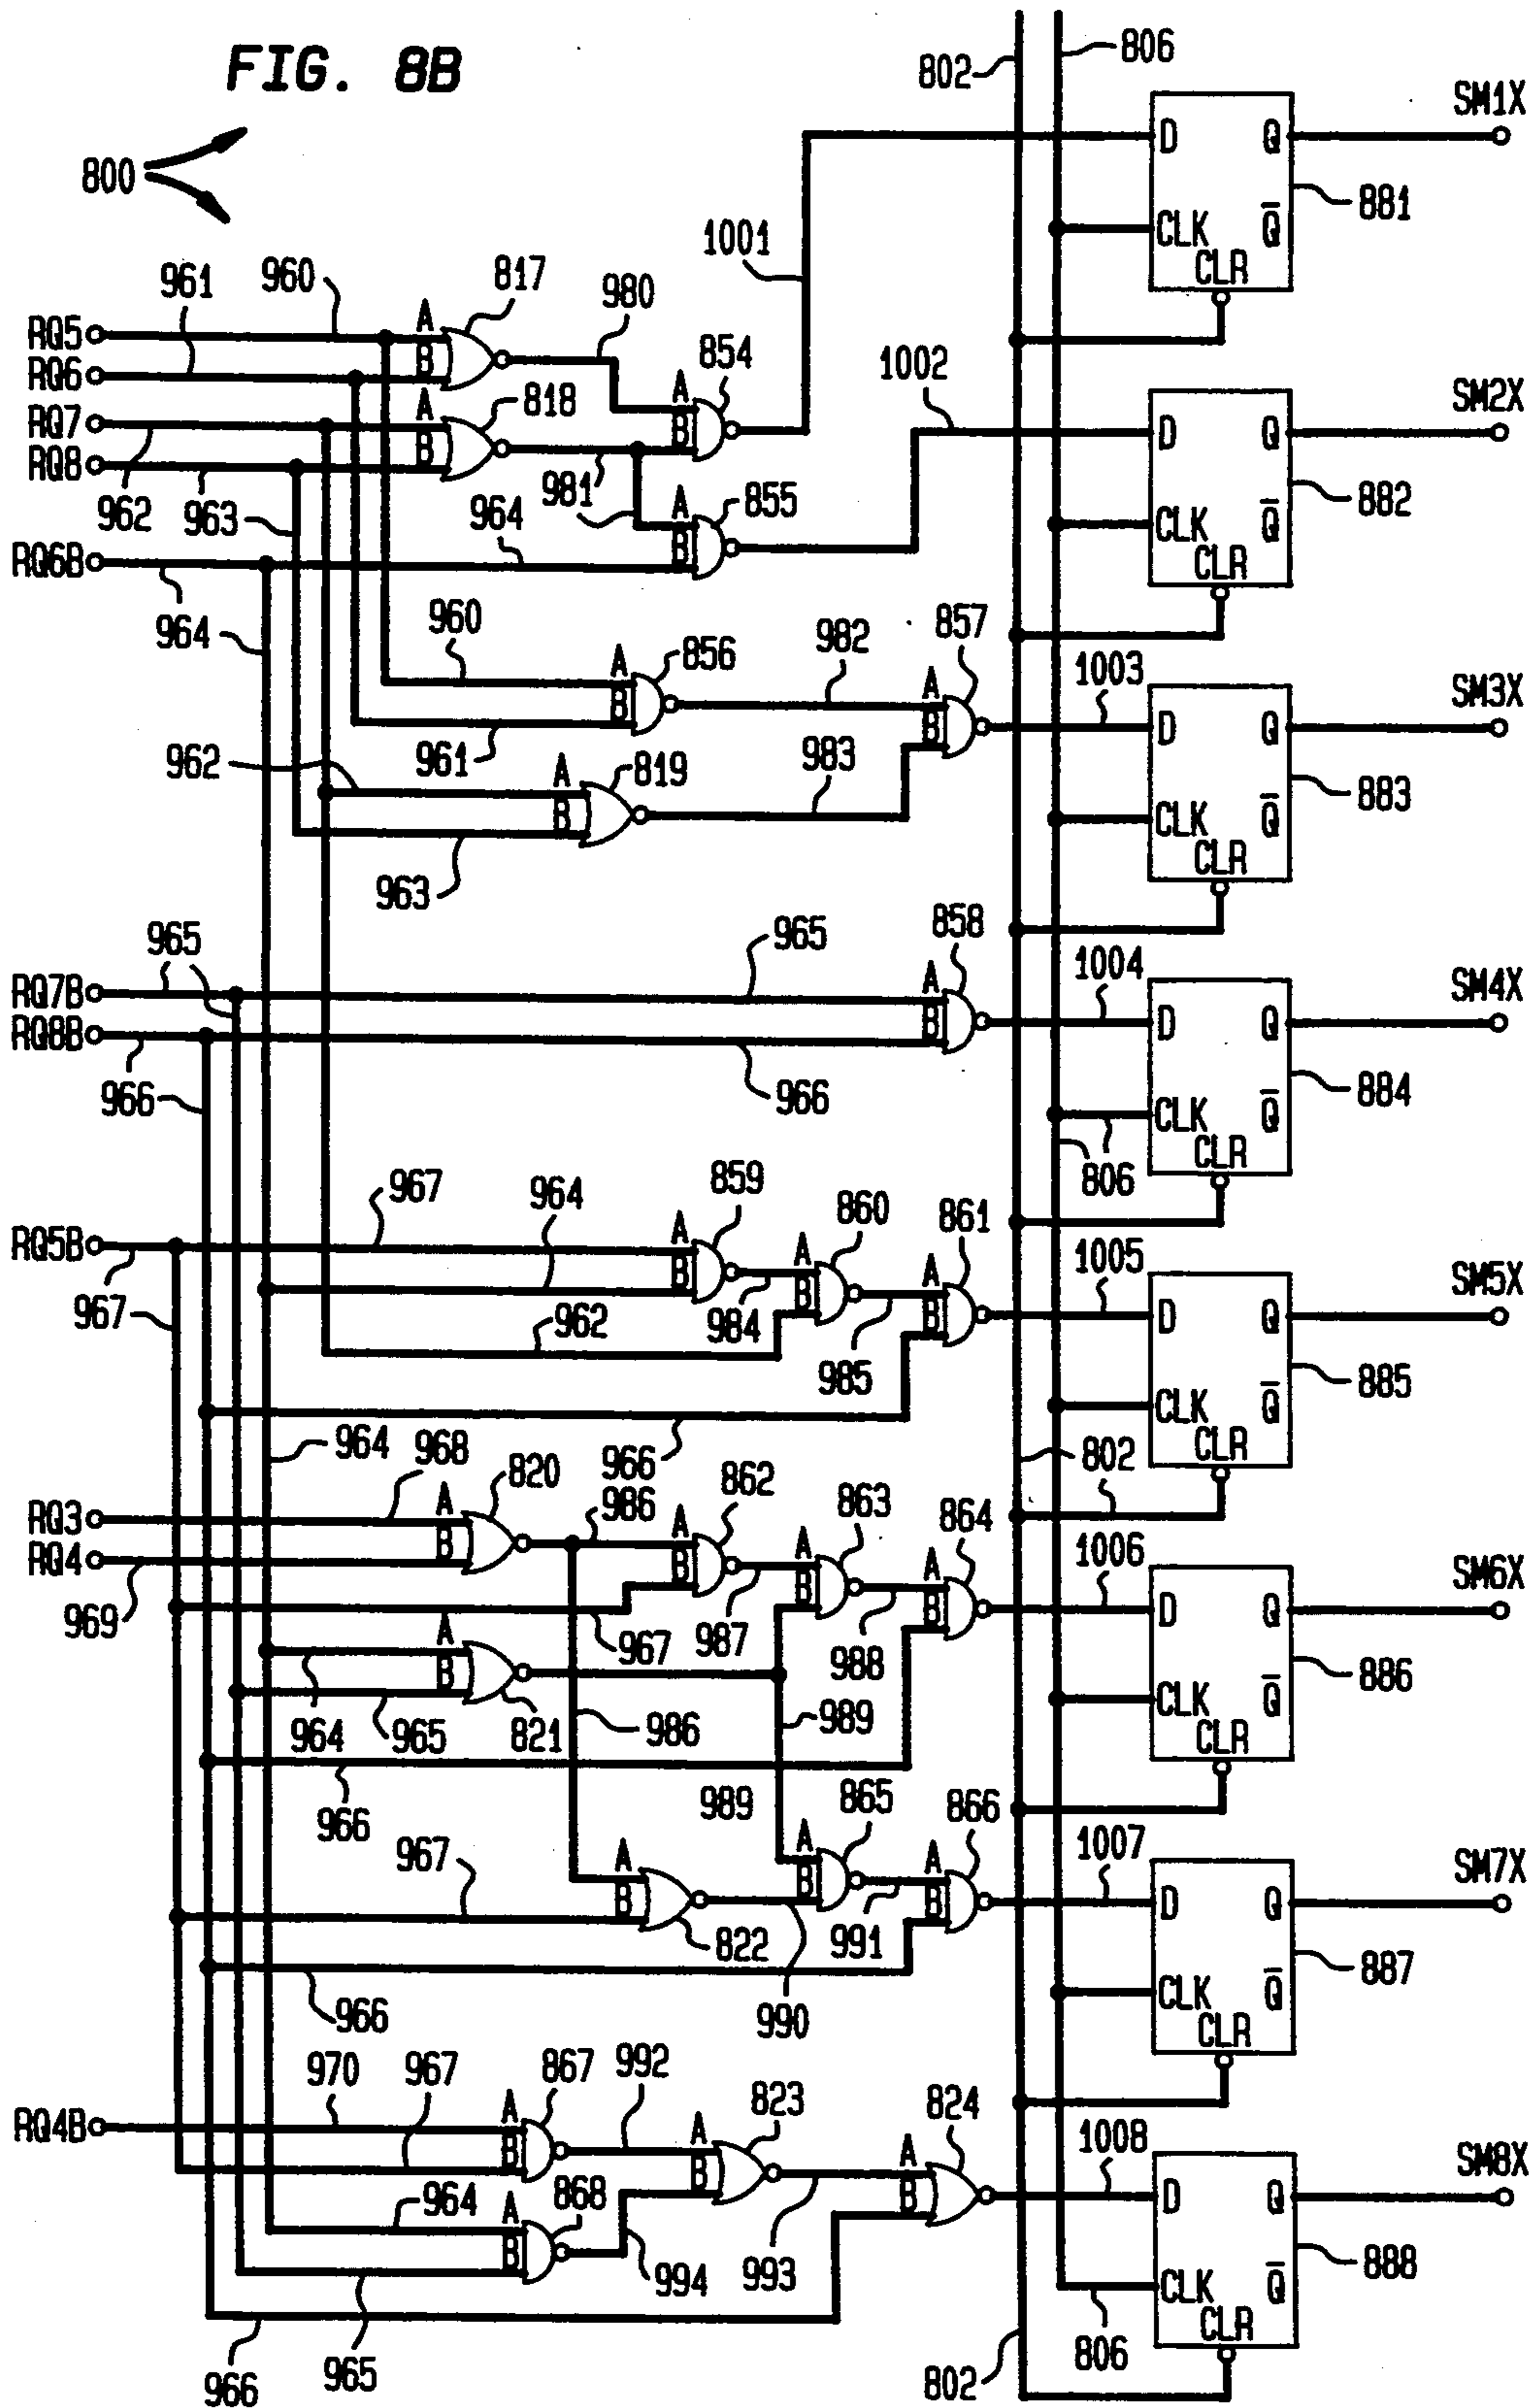 FIG. 8B
800
802
806
SM1X
D Q
881
CLK Q̅
CLR
1001
960 817
961
980
RQ5
A
B
RQ6
854
RQ7
A
818
B
RQ8
A
B
1002
SM2X
D Q
962 963
981
964
A
855
B
882
CLK Q̅
CLR
RQ6B
964
960
A
856
B
982
857
A
B
1003
SM3X
D Q
961
962
A
819
B
983
883
CLK Q̅
CLR
963
965
965
858
RQ7B
A
B
RQ8B
1004
SM4X
D Q
966
966
884
CLK Q̅
CLR
806
967
964
859
860
861
RQ5B
A
B
A
B
A
B
1005
SM5X
D Q
967
962
984
985
885
CLK Q̅
CLR
966
964
968
820
986
862
863
864
802
RQ3
A
B
A
B
A
B
A
B
RQ4
1006
SM6X
D Q
969
967
987
988
A
B
964 965 821
986
989
886
CLK Q̅
CLR
966
989
865
866
967
A
B
A
B
A
B
1007
SM7X
D Q
822
991
887
CLK Q̅
CLR
966
990
970
967
867
992
823
824
RQ4B
A
B
A
B
A
B
1008
SM8X
D Q
964
868
A
B
994
993
888
CLK Q̅
CLR
966
965
802
806